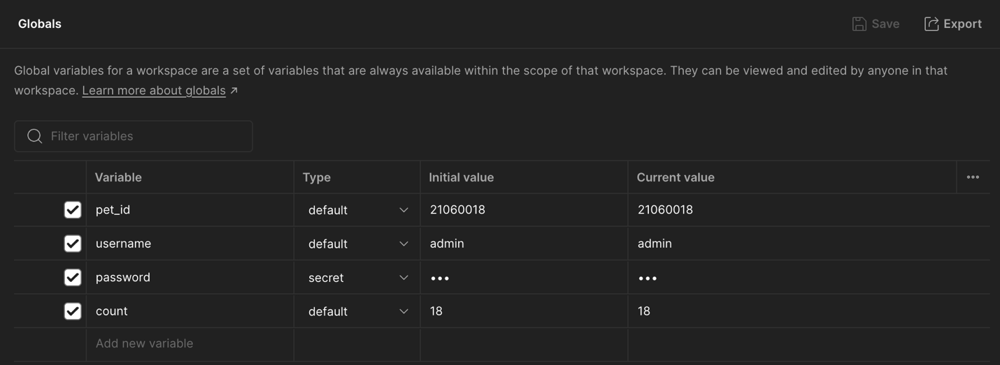 Globals
Save
Export
Global variables for a workspace are a set of variables that are always available within the scope of that workspace. They can be viewed and edited by anyone in that
workspace. Learn more about globals ↗
Filter variables
Variable Type Initial value Current value
pet_id default 21060018 21060018
username default admin admin
password secret ••• •••
count default 18 18
Add new variable